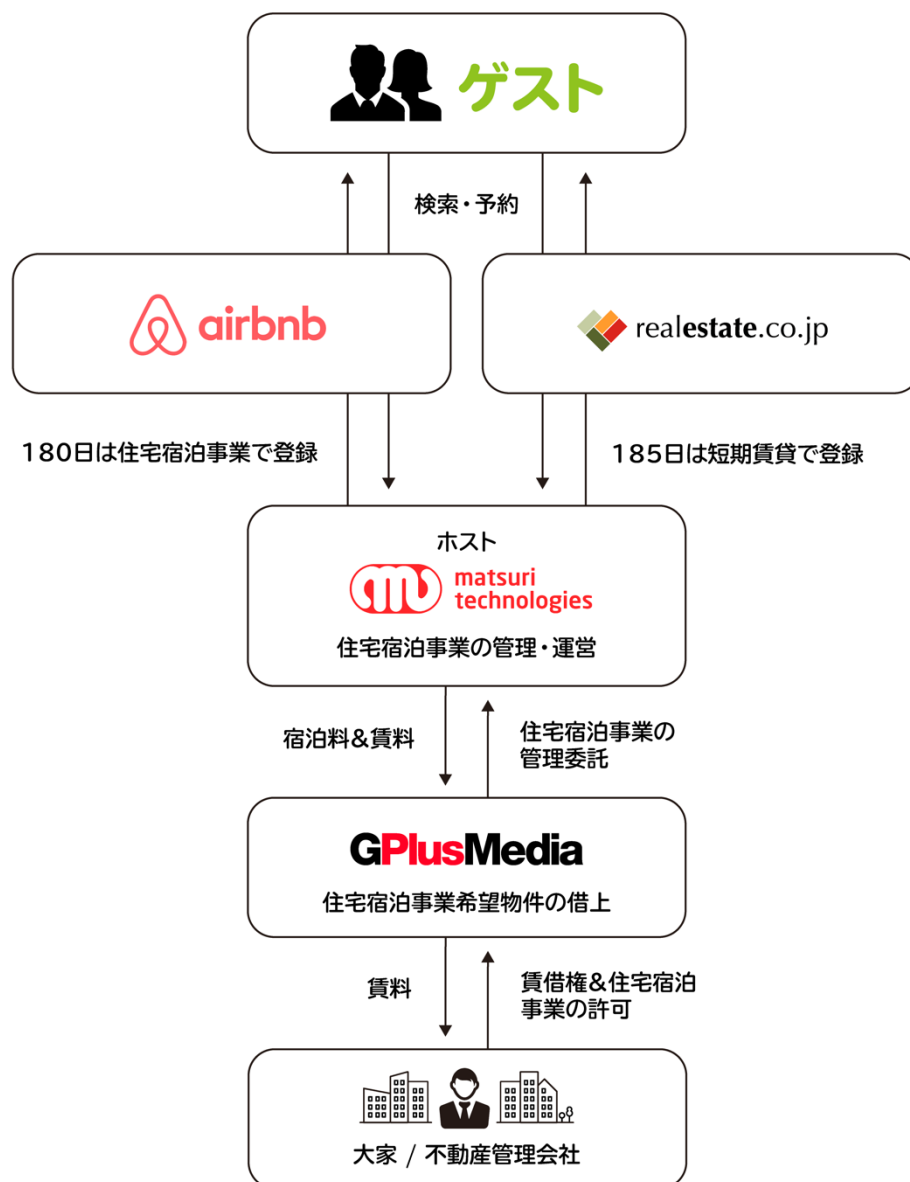 ゲスト
検索・予約
airbnb
realestate.co.jp
180日は住宅宿泊事業で登録
185日は短期賃貸で登録
ホスト
matsuri
technologies
住宅宿泊事業の管理・運営
宿泊料&賃料
住宅宿泊事業の
管理委託
GPlusMedia
住宅宿泊事業希望物件の借上
賃料
賃借権&住宅宿泊
事業の許可
大家 / 不動産管理会社